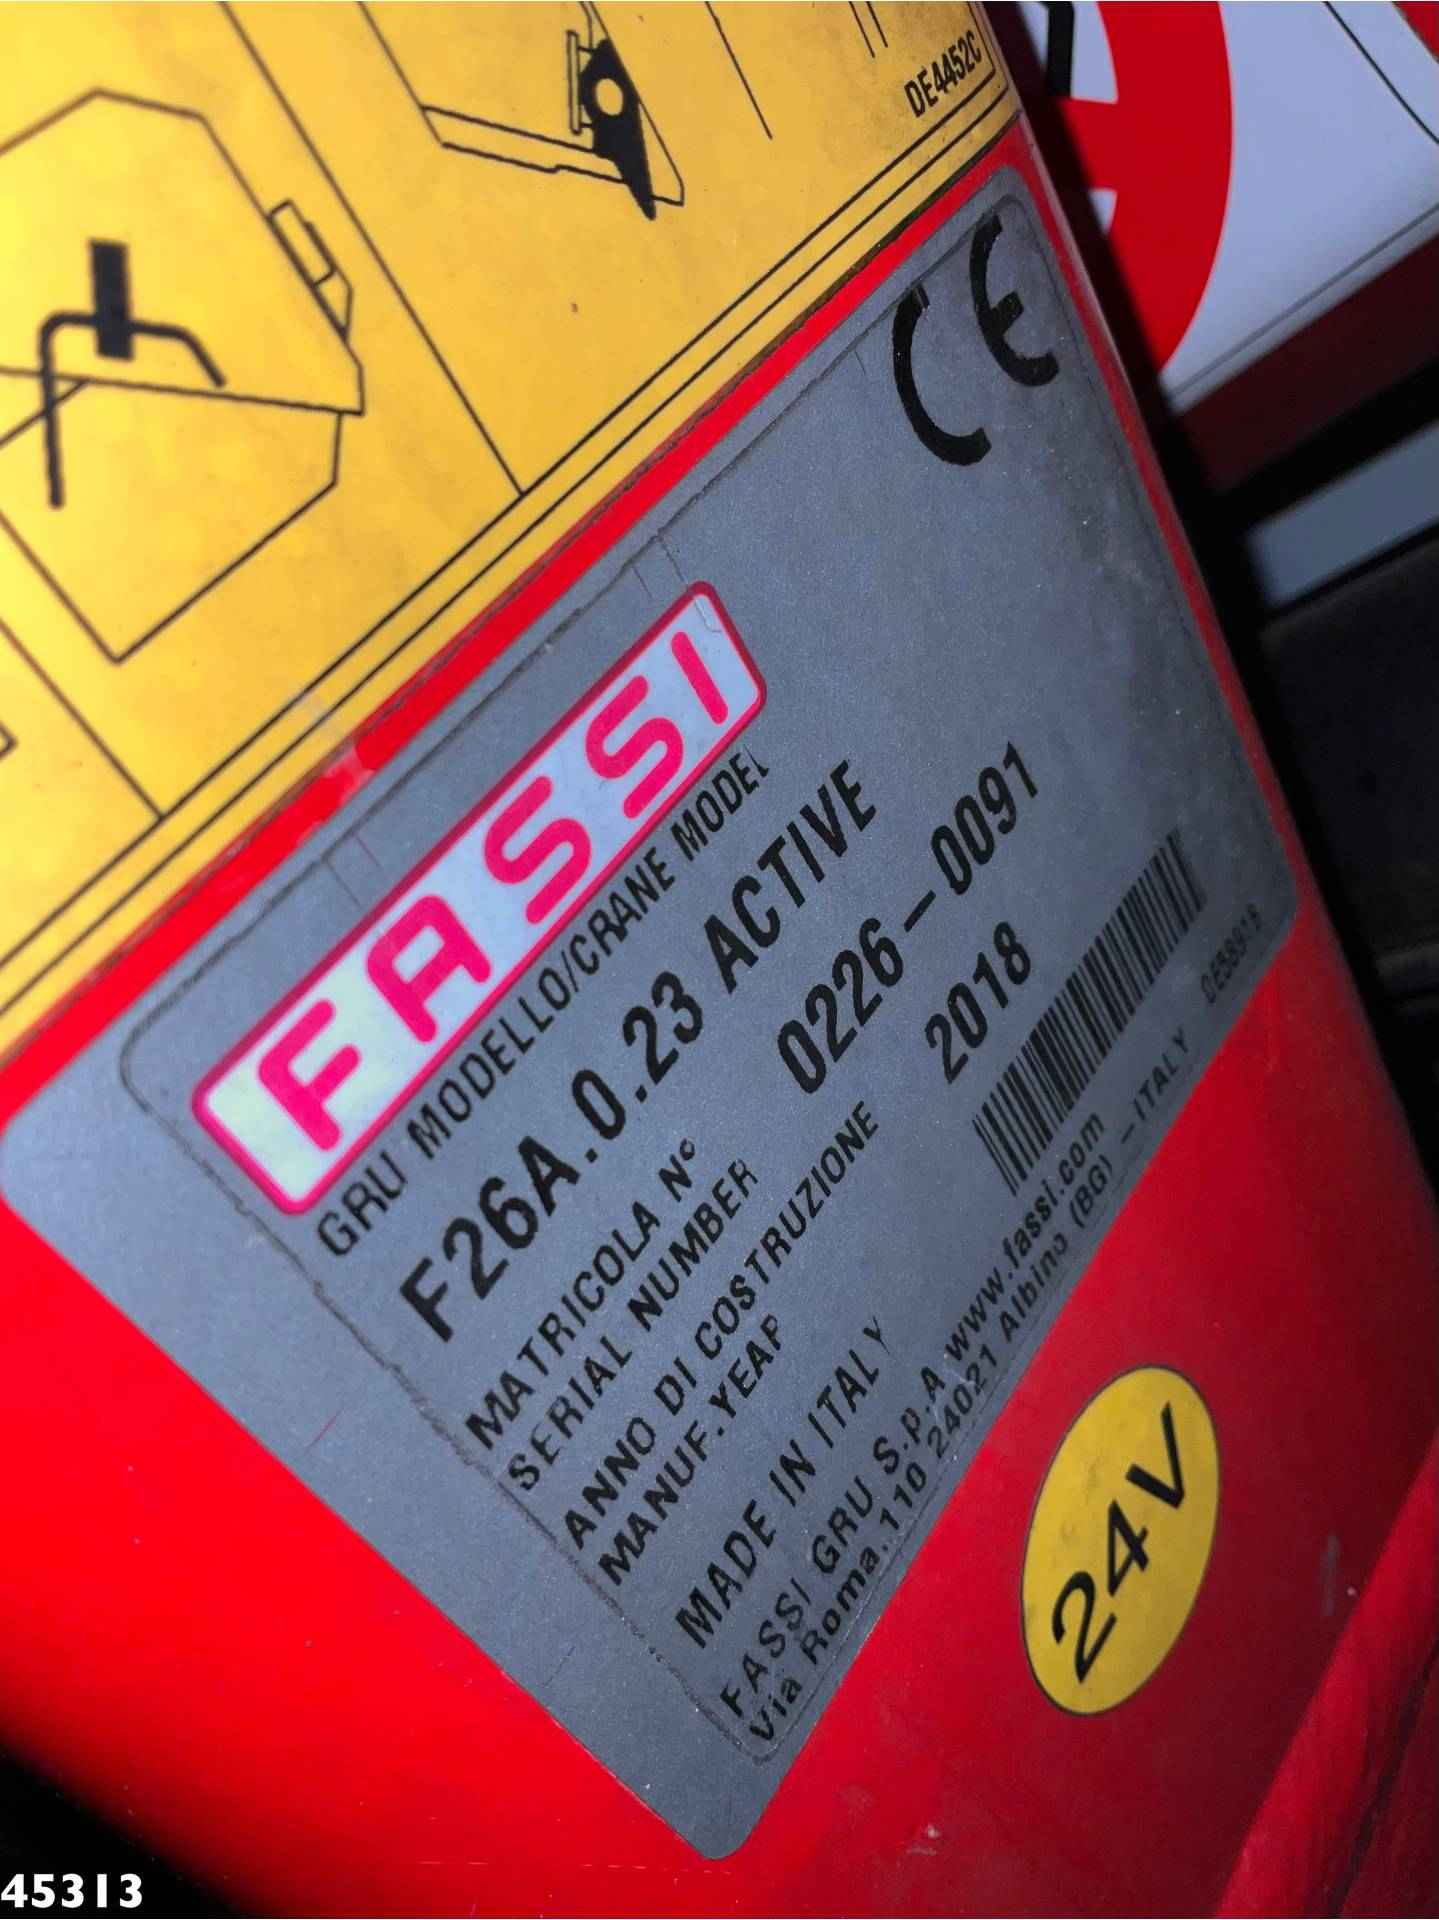 DE4452C
CE
FASSI
GRU MODELLO/CRANE MODEL
F26A.0.23 ACTIVE
MATRICOLA N°
SERIAL NUMBER
0226-0091
ANNO DI COSTRUZIONE
MANUF.YEAR
2018
MADE IN ITALY
FASSI GRU S.p.A www.fassi.com
Via Roma,110 24021 Albino (BG) -ITALY
24V
45313